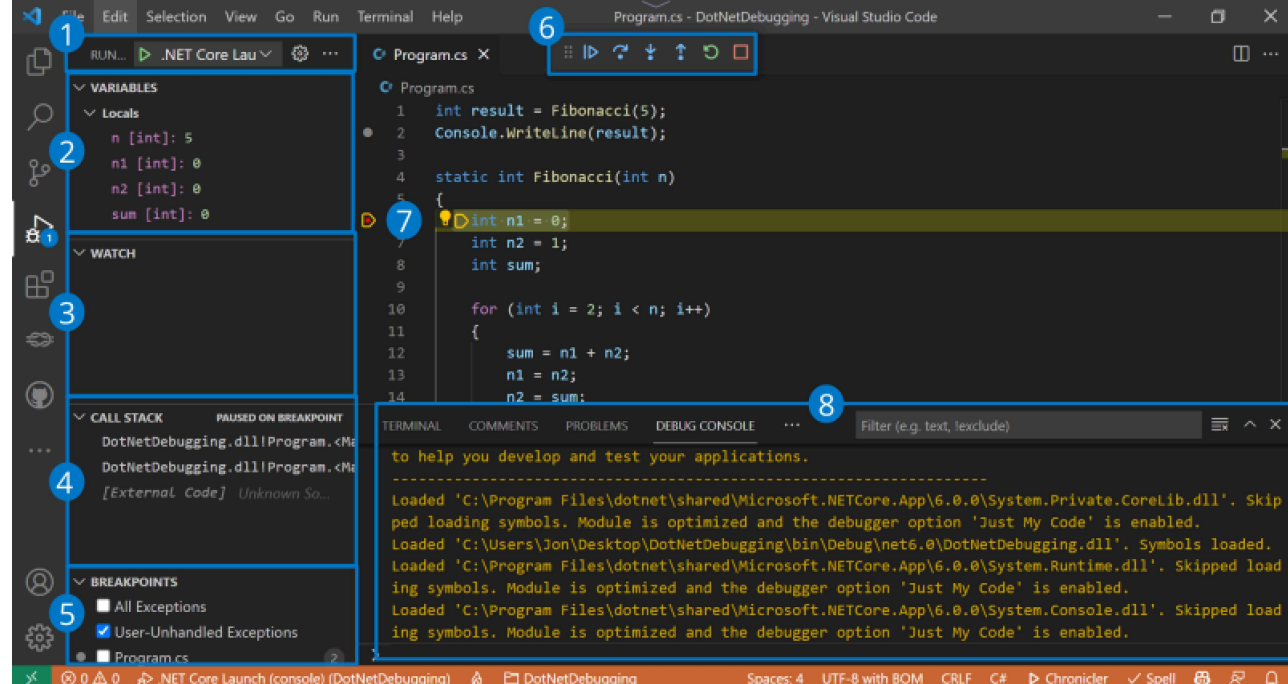 File Edit Selection View Go Run Terminal Help Program.cs - DotNetDebugging - Visual Studio Code
1
RUN... .NET Core Lau
VARIABLES
Locals
n [int]: 5
n1 [int]: 0
n2 [int]: 0
sum [int]: 0
2
1
WATCH
3
CALL STACK PAUSED ON BREAKPOINT
DotNetDebugging.dll!Program.<Ma
DotNetDebugging.dll!Program.<Ma
[External Code] Unknown So...
4
BREAKPOINTS
All Exceptions
User-Unhandled Exceptions
Program.cs 2
5
6
Program.cs
Program.cs
1 int result = Fibonacci(5);
2 Console.WriteLine(result);
3
4 static int Fibonacci(int n)
5 {
int n1 = 0;
7
7 int n2 = 1;
8 int sum;
9
10 for (int i = 2; i < n; i++)
11 {
12 sum = n1 + n2;
13 n1 = n2;
14 n2 = sum;
8
TERMINAL COMMENTS PROBLEMS DEBUG CONSOLE ... Filter (e.g. text, !exclude)
to help you develop and test your applications.
-------------------------------------------------------------------
Loaded 'C:\Program Files\dotnet\shared\Microsoft.NETCore.App\6.0.0\System.Private.CoreLib.dll'. Skip
ped loading symbols. Module is optimized and the debugger option 'Just My Code' is enabled.
Loaded 'C:\Users\Jon\Desktop\DotNetDebugging\bin\Debug\net6.0\DotNetDebugging.dll'. Symbols loaded.
Loaded 'C:\Program Files\dotnet\shared\Microsoft.NETCore.App\6.0.0\System.Runtime.dll'. Skipped load
ing symbols. Module is optimized and the debugger option 'Just My Code' is enabled.
Loaded 'C:\Program Files\dotnet\shared\Microsoft.NETCore.App\6.0.0\System.Console.dll'. Skipped load
ing symbols. Module is optimized and the debugger option 'Just My Code' is enabled.
>
0 0 .NET Core Launch (console) (DotNetDebugging) DotNetDebugging Spaces: 4 UTF-8 with BOM CRLF C# Chronicler Spell